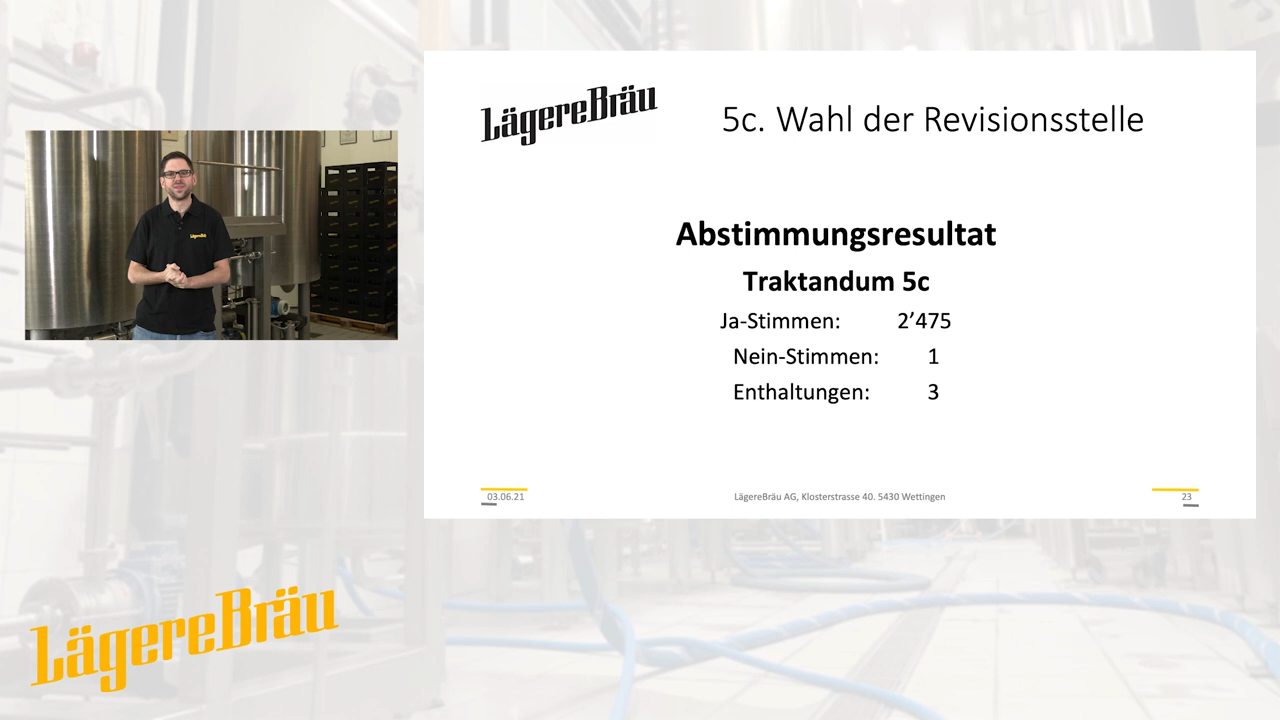 LägereBräu
5c. Wahl der Revisionsstelle
LägereBräu
Abstimmungsresultat
Traktandum 5c
Ja-Stimmen: 2’475
Nein-Stimmen: 1
Enthaltungen: 3
03.06.21
LägereBräu AG, Klosterstrasse 40. 5430 Wettingen
23
LägereBräu